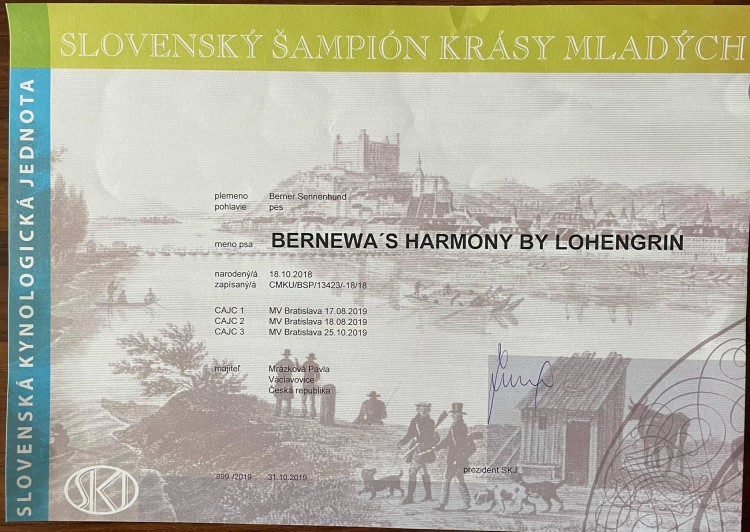 SLOVENSKÝ ŠAMPIÓN KRÁSY MLADÝCH
SLOVENSKÁ KYNOLOGICKÁ JEDNOTA
plemeno Berner Sennenhund
pohlavie pes
meno psa BERNEWA´S HARMONY BY LOHENGRIN
narodený/á 18.10.2018
zapísaný/á CMKU/BSP/13423/-18/18
CAJC 1 MV Bratislava 17.08.2019
CAJC 2 MV Bratislava 18.08.2019
CAJC 3 MV Bratislava 25.10.2019
majiteľ Mrázková Pavla
Václavovice
Česká republika
899-/2019 31.10.2019
prezident SKJ
SKJ